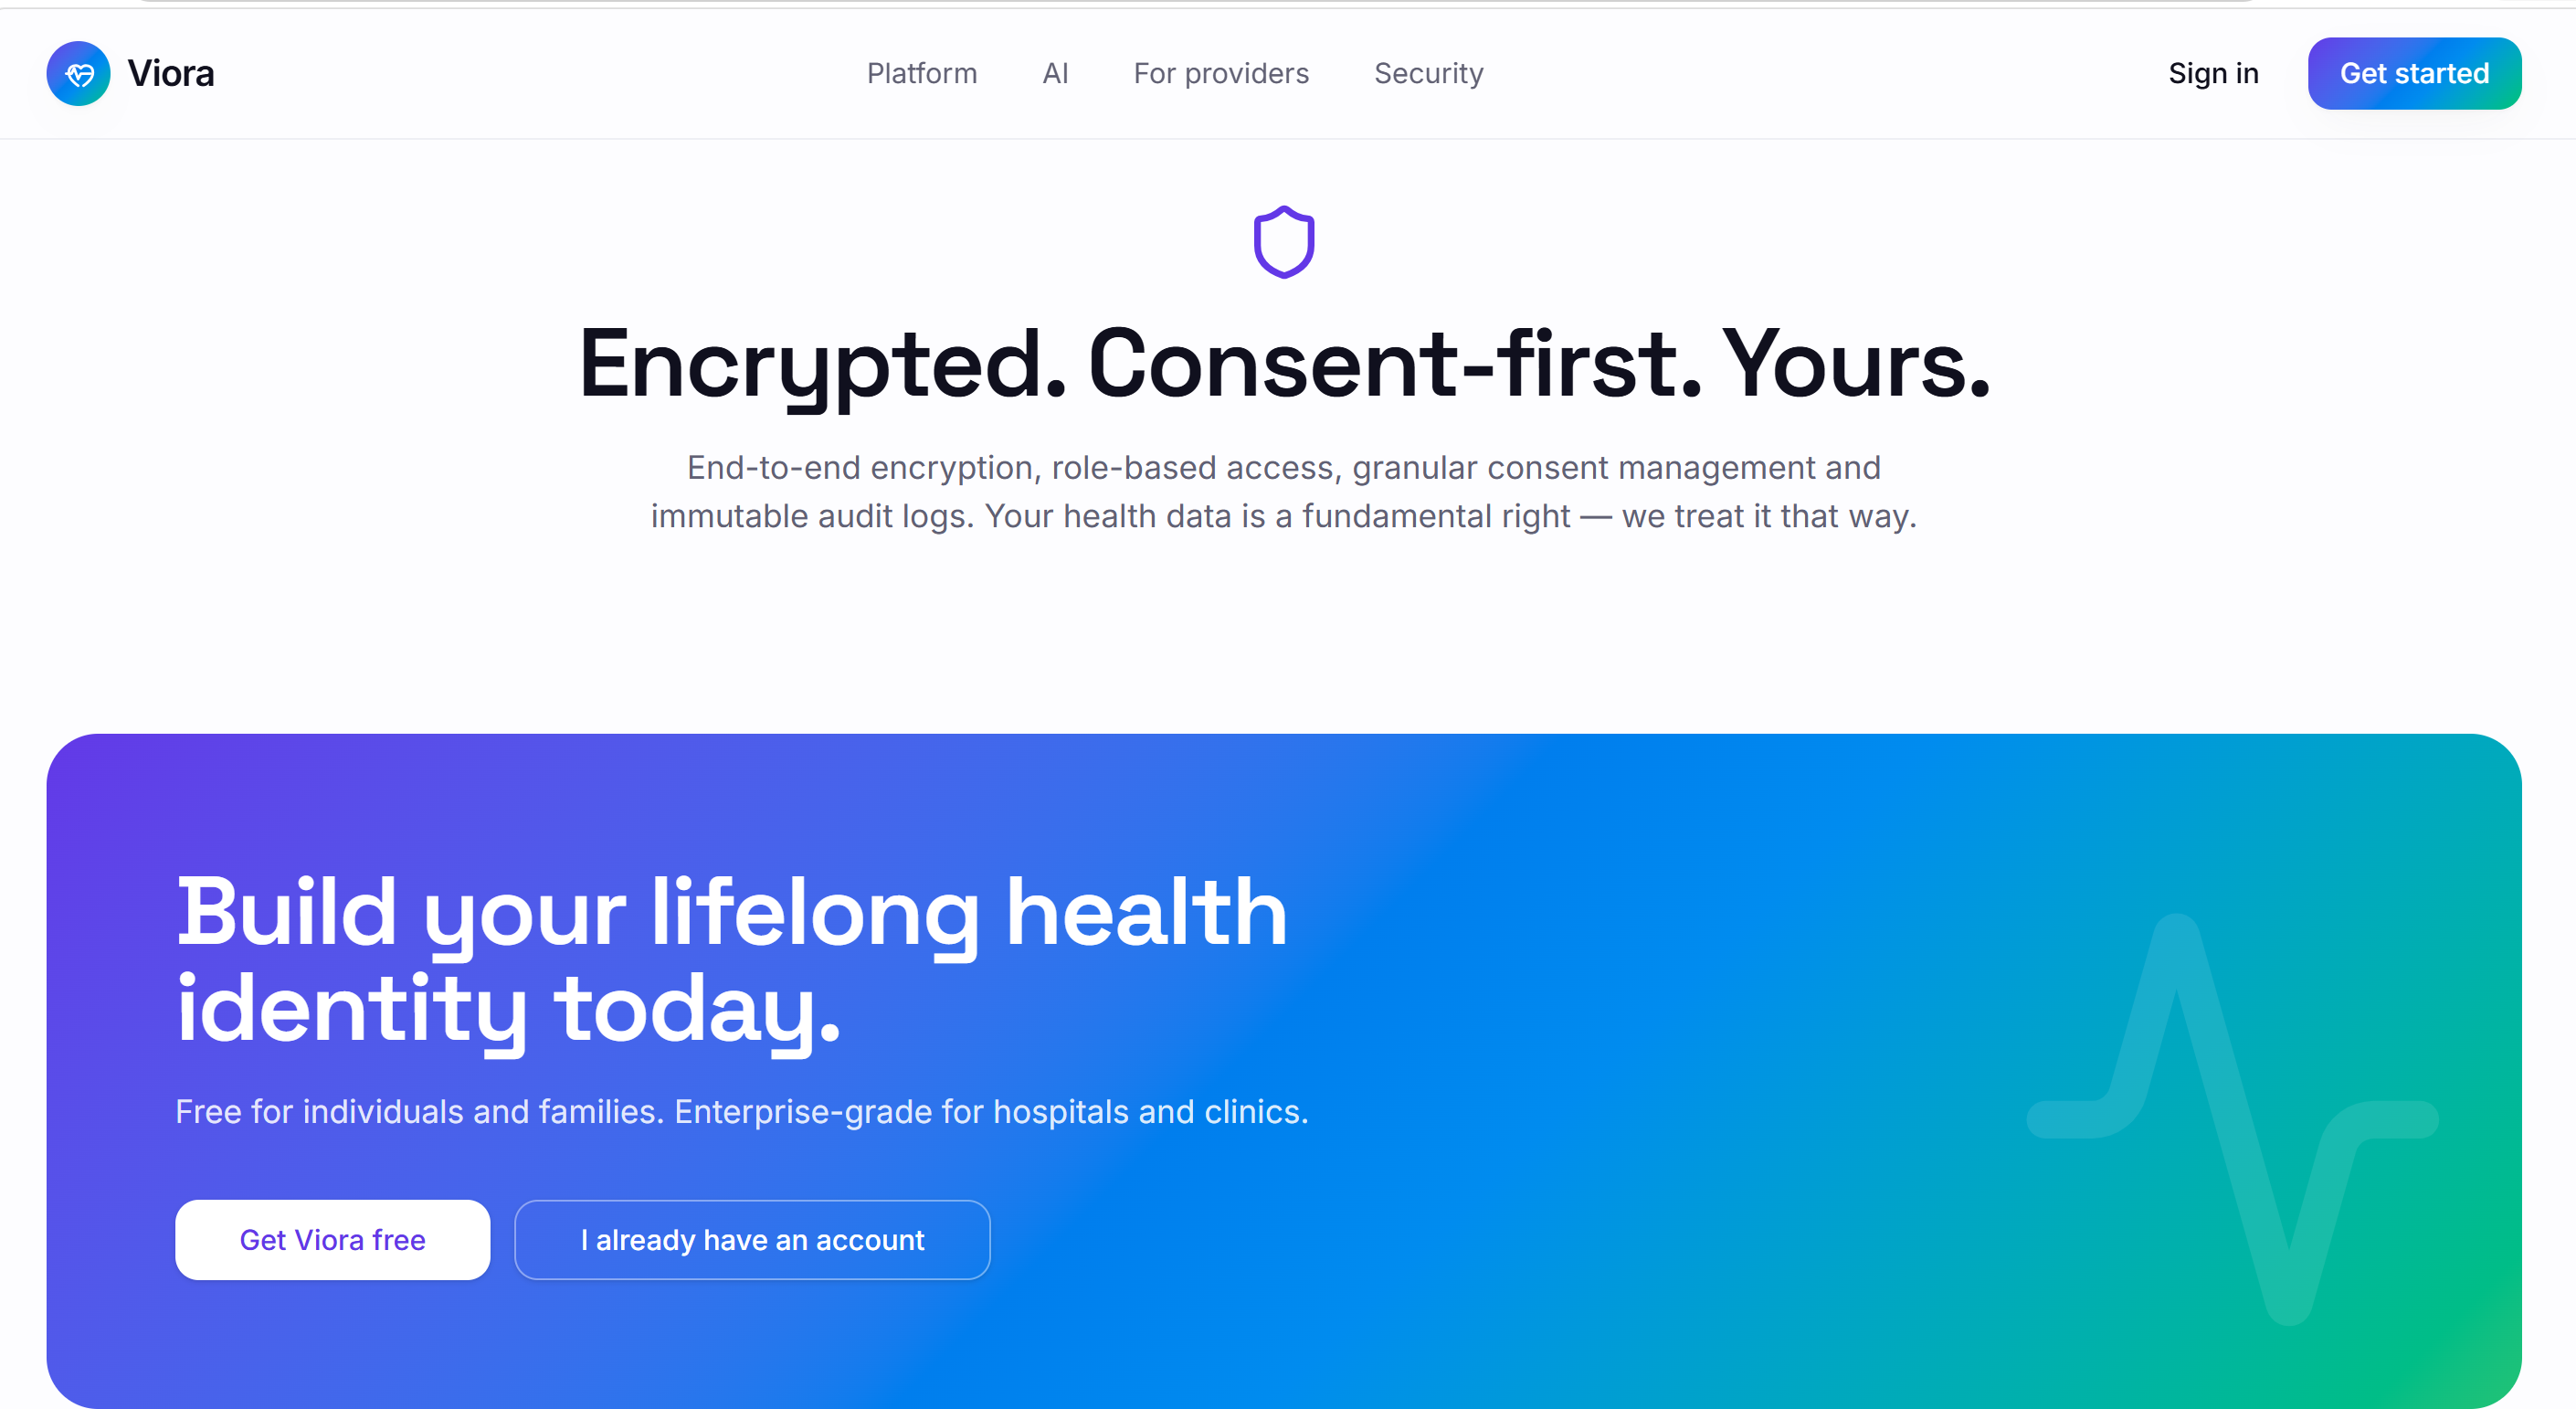 Viora
Platform
AI
For providers
Security
Sign in
Get started
Encrypted. Consent-first. Yours.
End-to-end encryption, role-based access, granular consent management and
immutable audit logs. Your health data is a fundamental right — we treat it that way.
Build your lifelong health
identity today.
Free for individuals and families. Enterprise-grade for hospitals and clinics.
Get Viora free
I already have an account